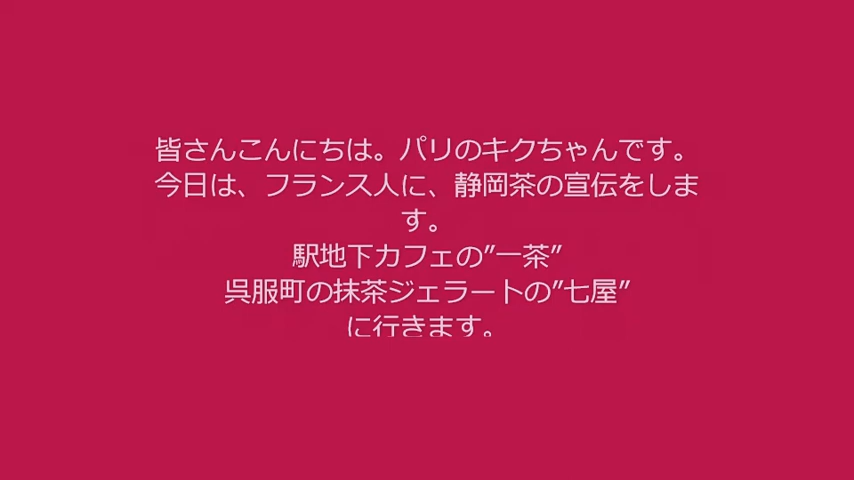 皆さんこんにちは。パリのキクちゃんです。
今日は、フランス人に、静岡茶の宣伝をしま
す。
駅地下カフェの”一茶”
呉服町の抹茶ジェラートの”七屋”
に行きます。